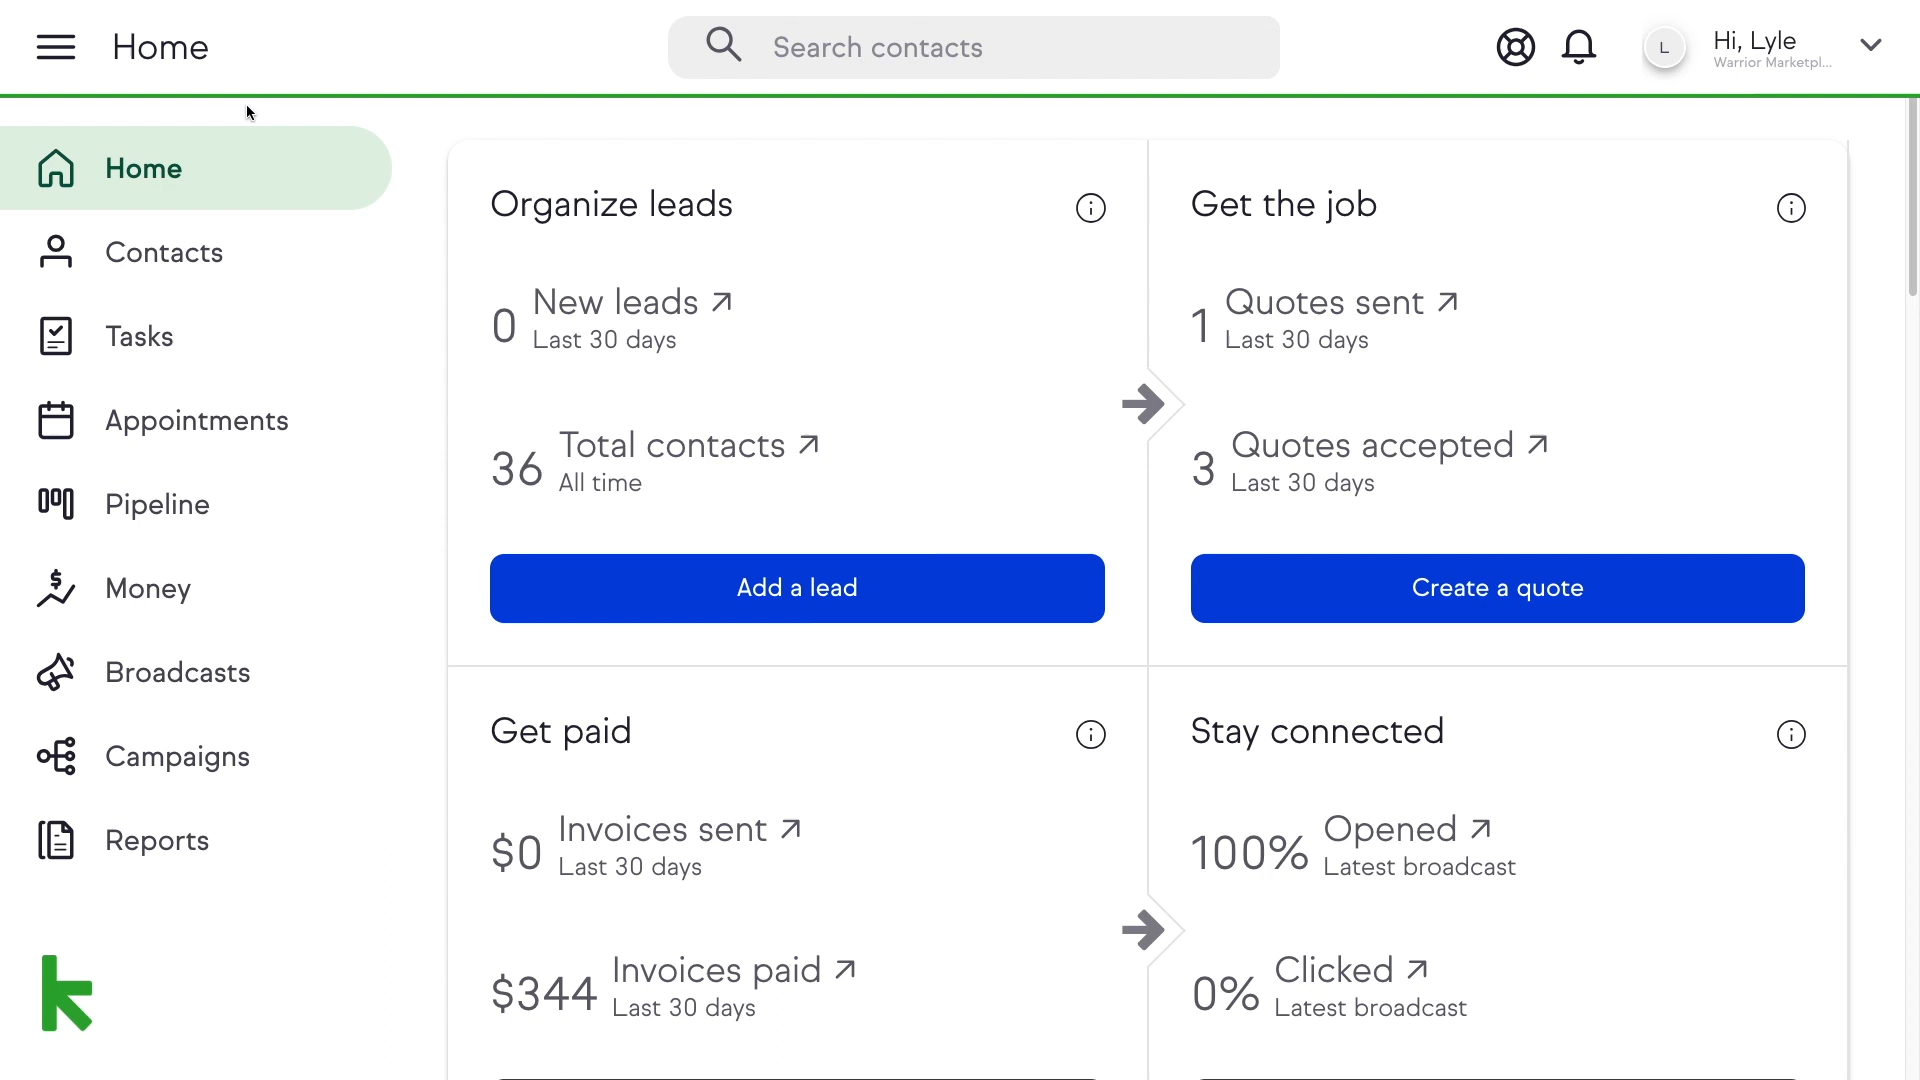 Home
Search contacts
L
Hi, Lyle
Warrior Marketpl...
Home
Contacts
Tasks
Appointments
Pipeline
Money
Broadcasts
Campaigns
Reports
Organize leads
0
New leads
Last 30 days
36
Total contacts
All time
Add a lead
Get the job
1
Quotes sent
Last 30 days
3
Quotes accepted
Last 30 days
Create a quote
Get paid
$0
Invoices sent
Last 30 days
$344
Invoices paid
Last 30 days
Stay connected
100%
Opened
Latest broadcast
0%
Clicked
Latest broadcast